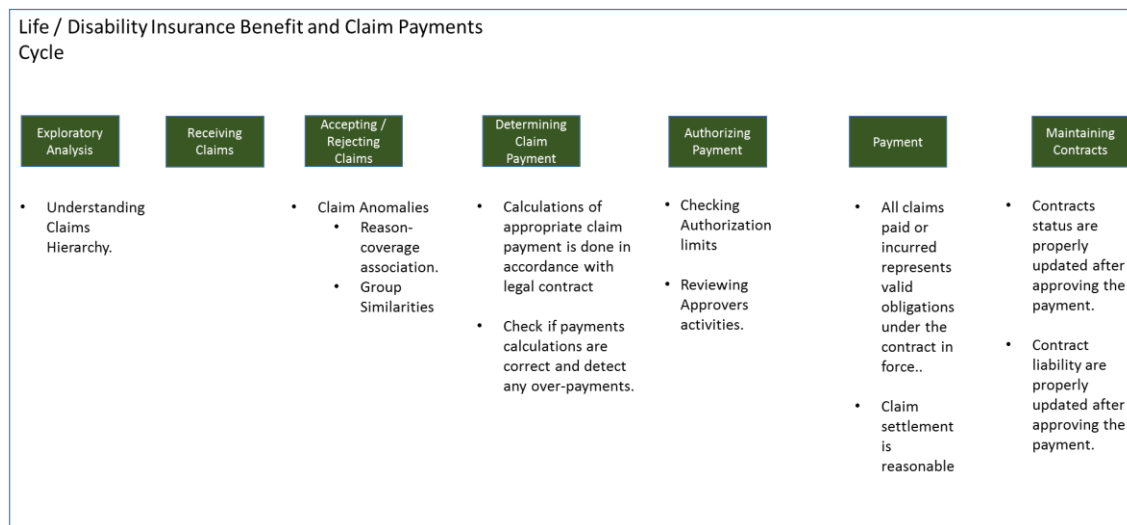 Life / Disability Insurance Benefit and Claim Payments
Cycle
Exploratory
Analysis
Receiving
Claims
Accepting /
Rejecting
Claims
Determining
Claim
Payment
Authorizing
Payment
Payment
Maintaining
Contracts
• Understanding
Claims
Hierarchy.
• Claim Anomalies
• Reason-
coverage
association.
• Group
Similarities
• Calculations of
appropriate claim
payment is done in
accordance with
legal contract
• Check if payments
calculations are
correct and detect
any over-payments.
• Checking
Authorization
limits
• Reviewing
Approvers
activities.
• All claims
paid or
incurred
represents
valid
obligations
under the
contract in
force..
• Claim
settlement
is
reasonable
• Contracts
status are
properly
updated after
approving the
payment.
• Contract
liability are
properly
updated after
approving the
payment.